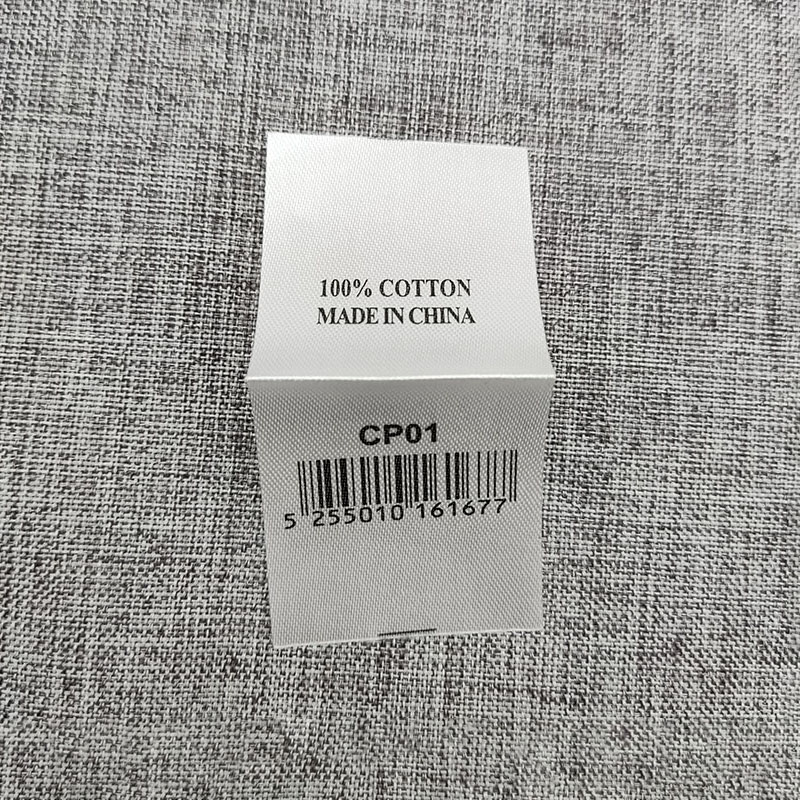 100% COTTON
MADE IN CHINA
CP01
5 255010 161677